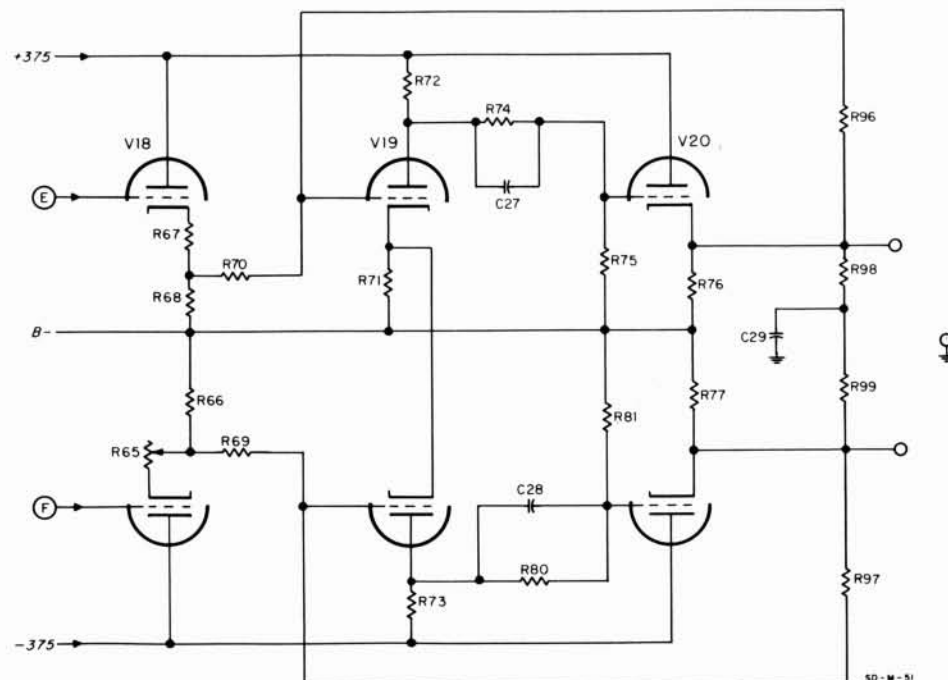 +375
R72
R74
R96
V18
V19
V20
E
C27
R67
R70
R75
R71
R76
R98
R68
B-
C29
R66
R77
R99
R81
R65
R69
C28
F
R80
R97
R73
-375
SD-M-51